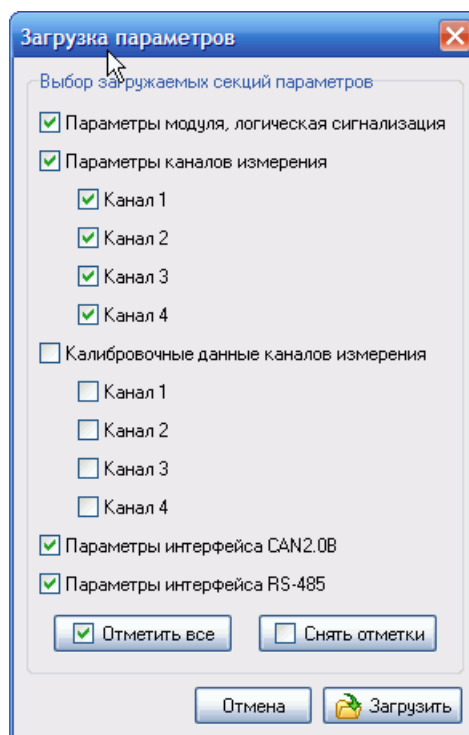 Загрузка параметров
Выбор загружаемых секций параметров
Параметры модуля, логическая сигнализация
Параметры каналов измерения
Канал 1
Канал 2
Канал 3
Канал 4
Калибровочные данные каналов измерения
Канал 1
Канал 2
Канал 3
Канал 4
Параметры интерфейса CAN2.0B
Параметры интерфейса RS-485
Отметить все Снять отметки
Отмена Загрузить